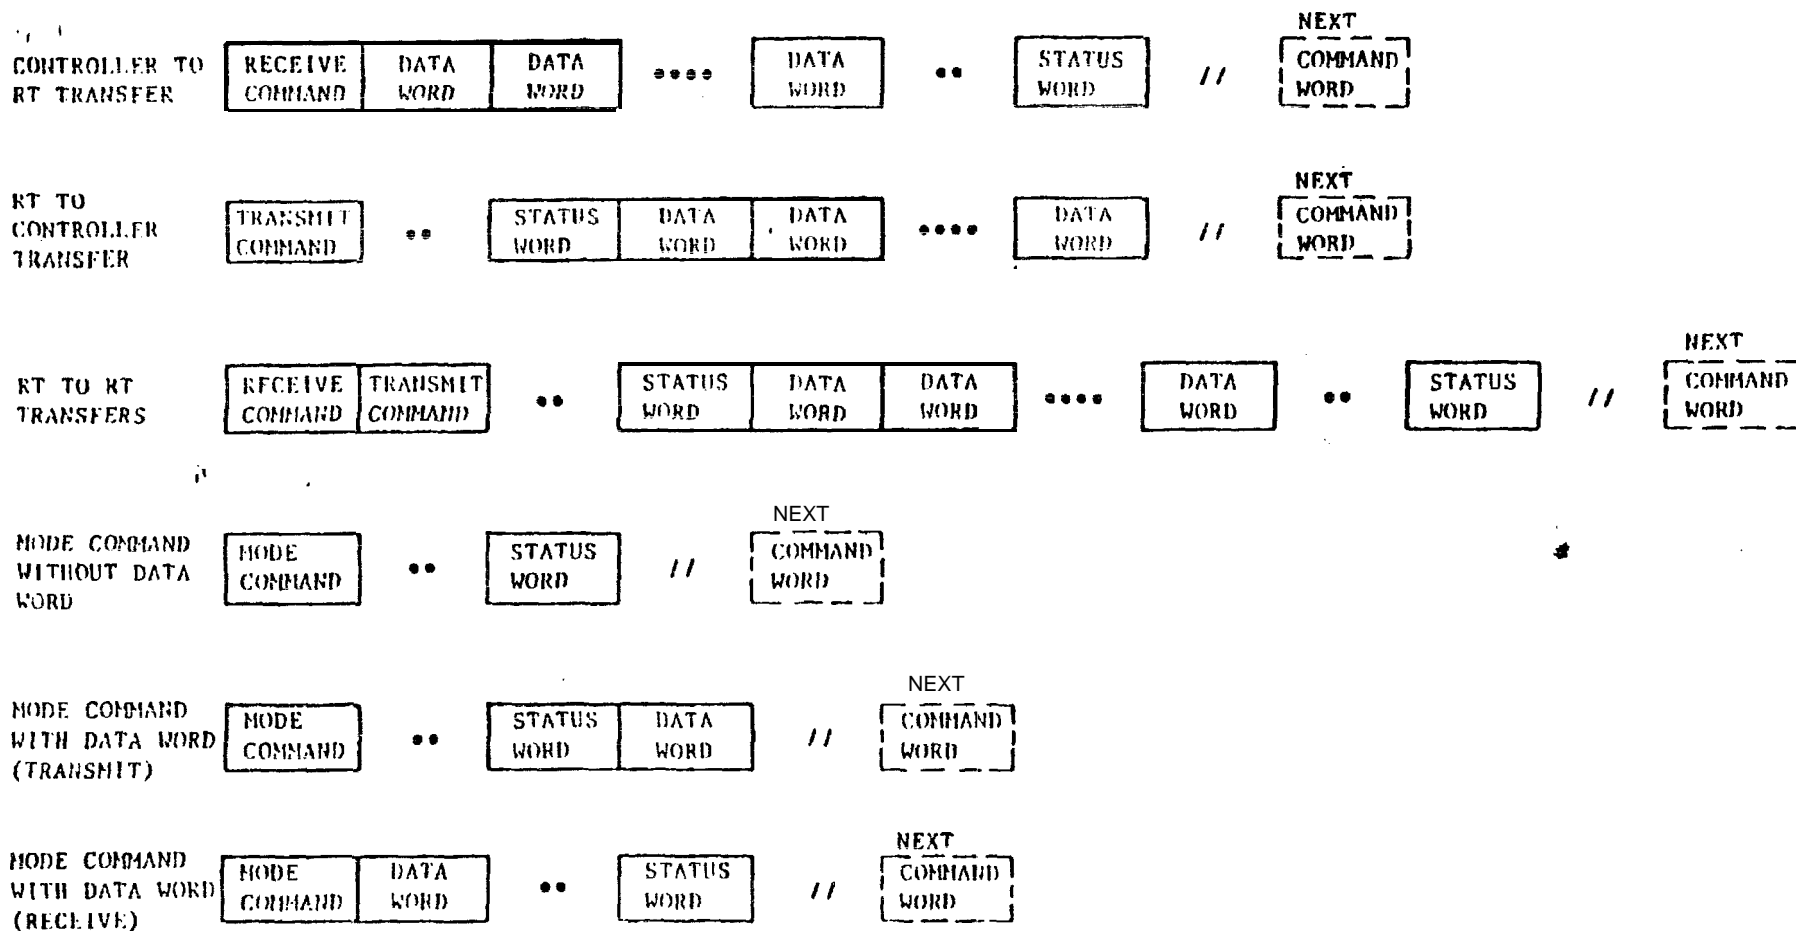 NEXT
CONTROLLER TO
RT TRANSFER
RECEIVE
COMMAND
DATA
WORD
DATA
WORD
••••
DATA
WORD
••
STATUS
WORD
//
COMMAND
WORD
NEXT
RT TO
CONTROLLER
TRANSFER
TRANSMIT
COMMAND
••
STATUS
WORD
DATA
WORD
DATA
WORD
••••
DATA
WORD
//
COMMAND
WORD
NEXT
RT TO RT
TRANSFERS
RECEIVE
COMMAND
TRANSMIT
COMMAND
••
STATUS
WORD
DATA
WORD
DATA
WORD
••••
DATA
WORD
••
STATUS
WORD
//
COMMAND
WORD
NEXT
MODE COMMAND
WITHOUT DATA
WORD
MODE
COMMAND
••
STATUS
WORD
//
COMMAND
WORD
NEXT
MODE COMMAND
WITH DATA WORD
(TRANSMIT)
MODE
COMMAND
••
STATUS
WORD
DATA
WORD
//
COMMAND
WORD
NEXT
MODE COMMAND
WITH DATA WORD
(RECEIVE)
MODE
COMMAND
DATA
WORD
••
STATUS
WORD
//
COMMAND
WORD